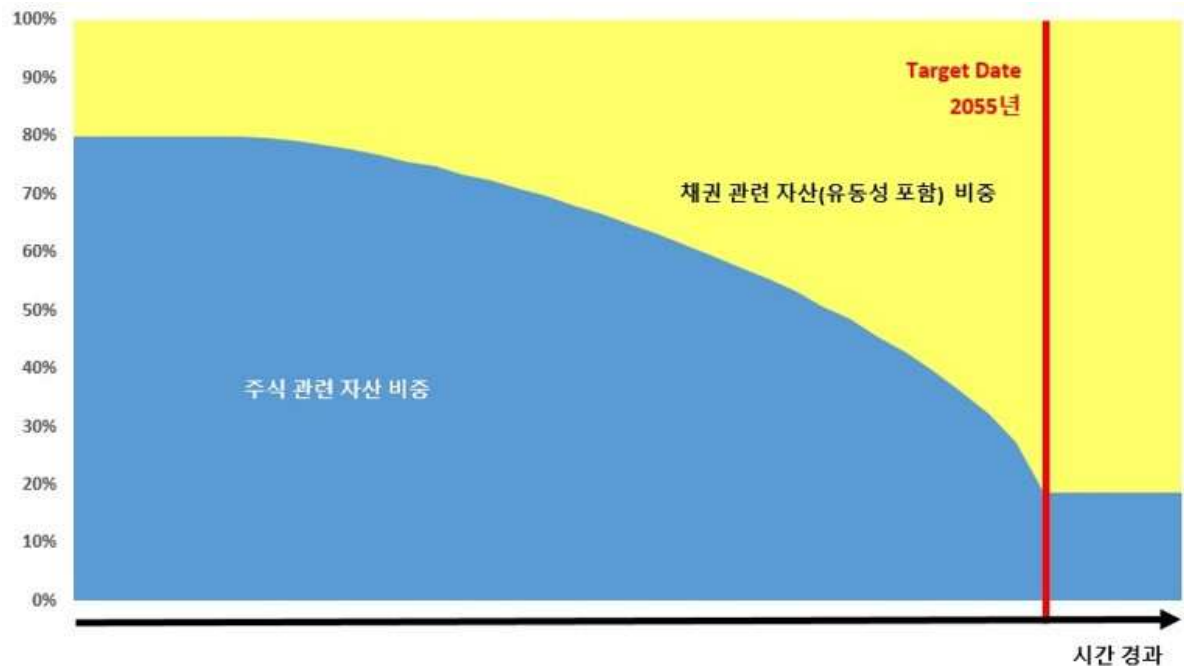 100%
90%
80%
70%
60%
50%
40%
30%
20%
10%
0%
Target Date
2055년
채권 관련 자산(유동성 포함) 비중
주식 관련 자산 비중
시간 경과